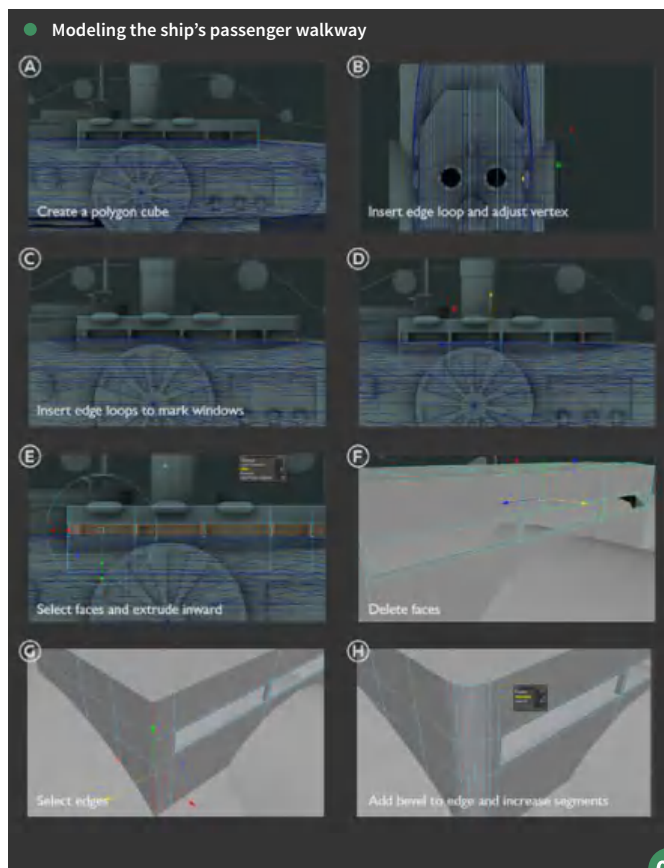 Modeling the ship's passenger walkway
A
B
Create a polygon cube
Insert edge loop and adjust vertex
C
D
Insert edge loops to mark windows
E
F
Select faces and extrude inward
Delete faces
G
H
Select edges
Add bevel to edge and increase segments